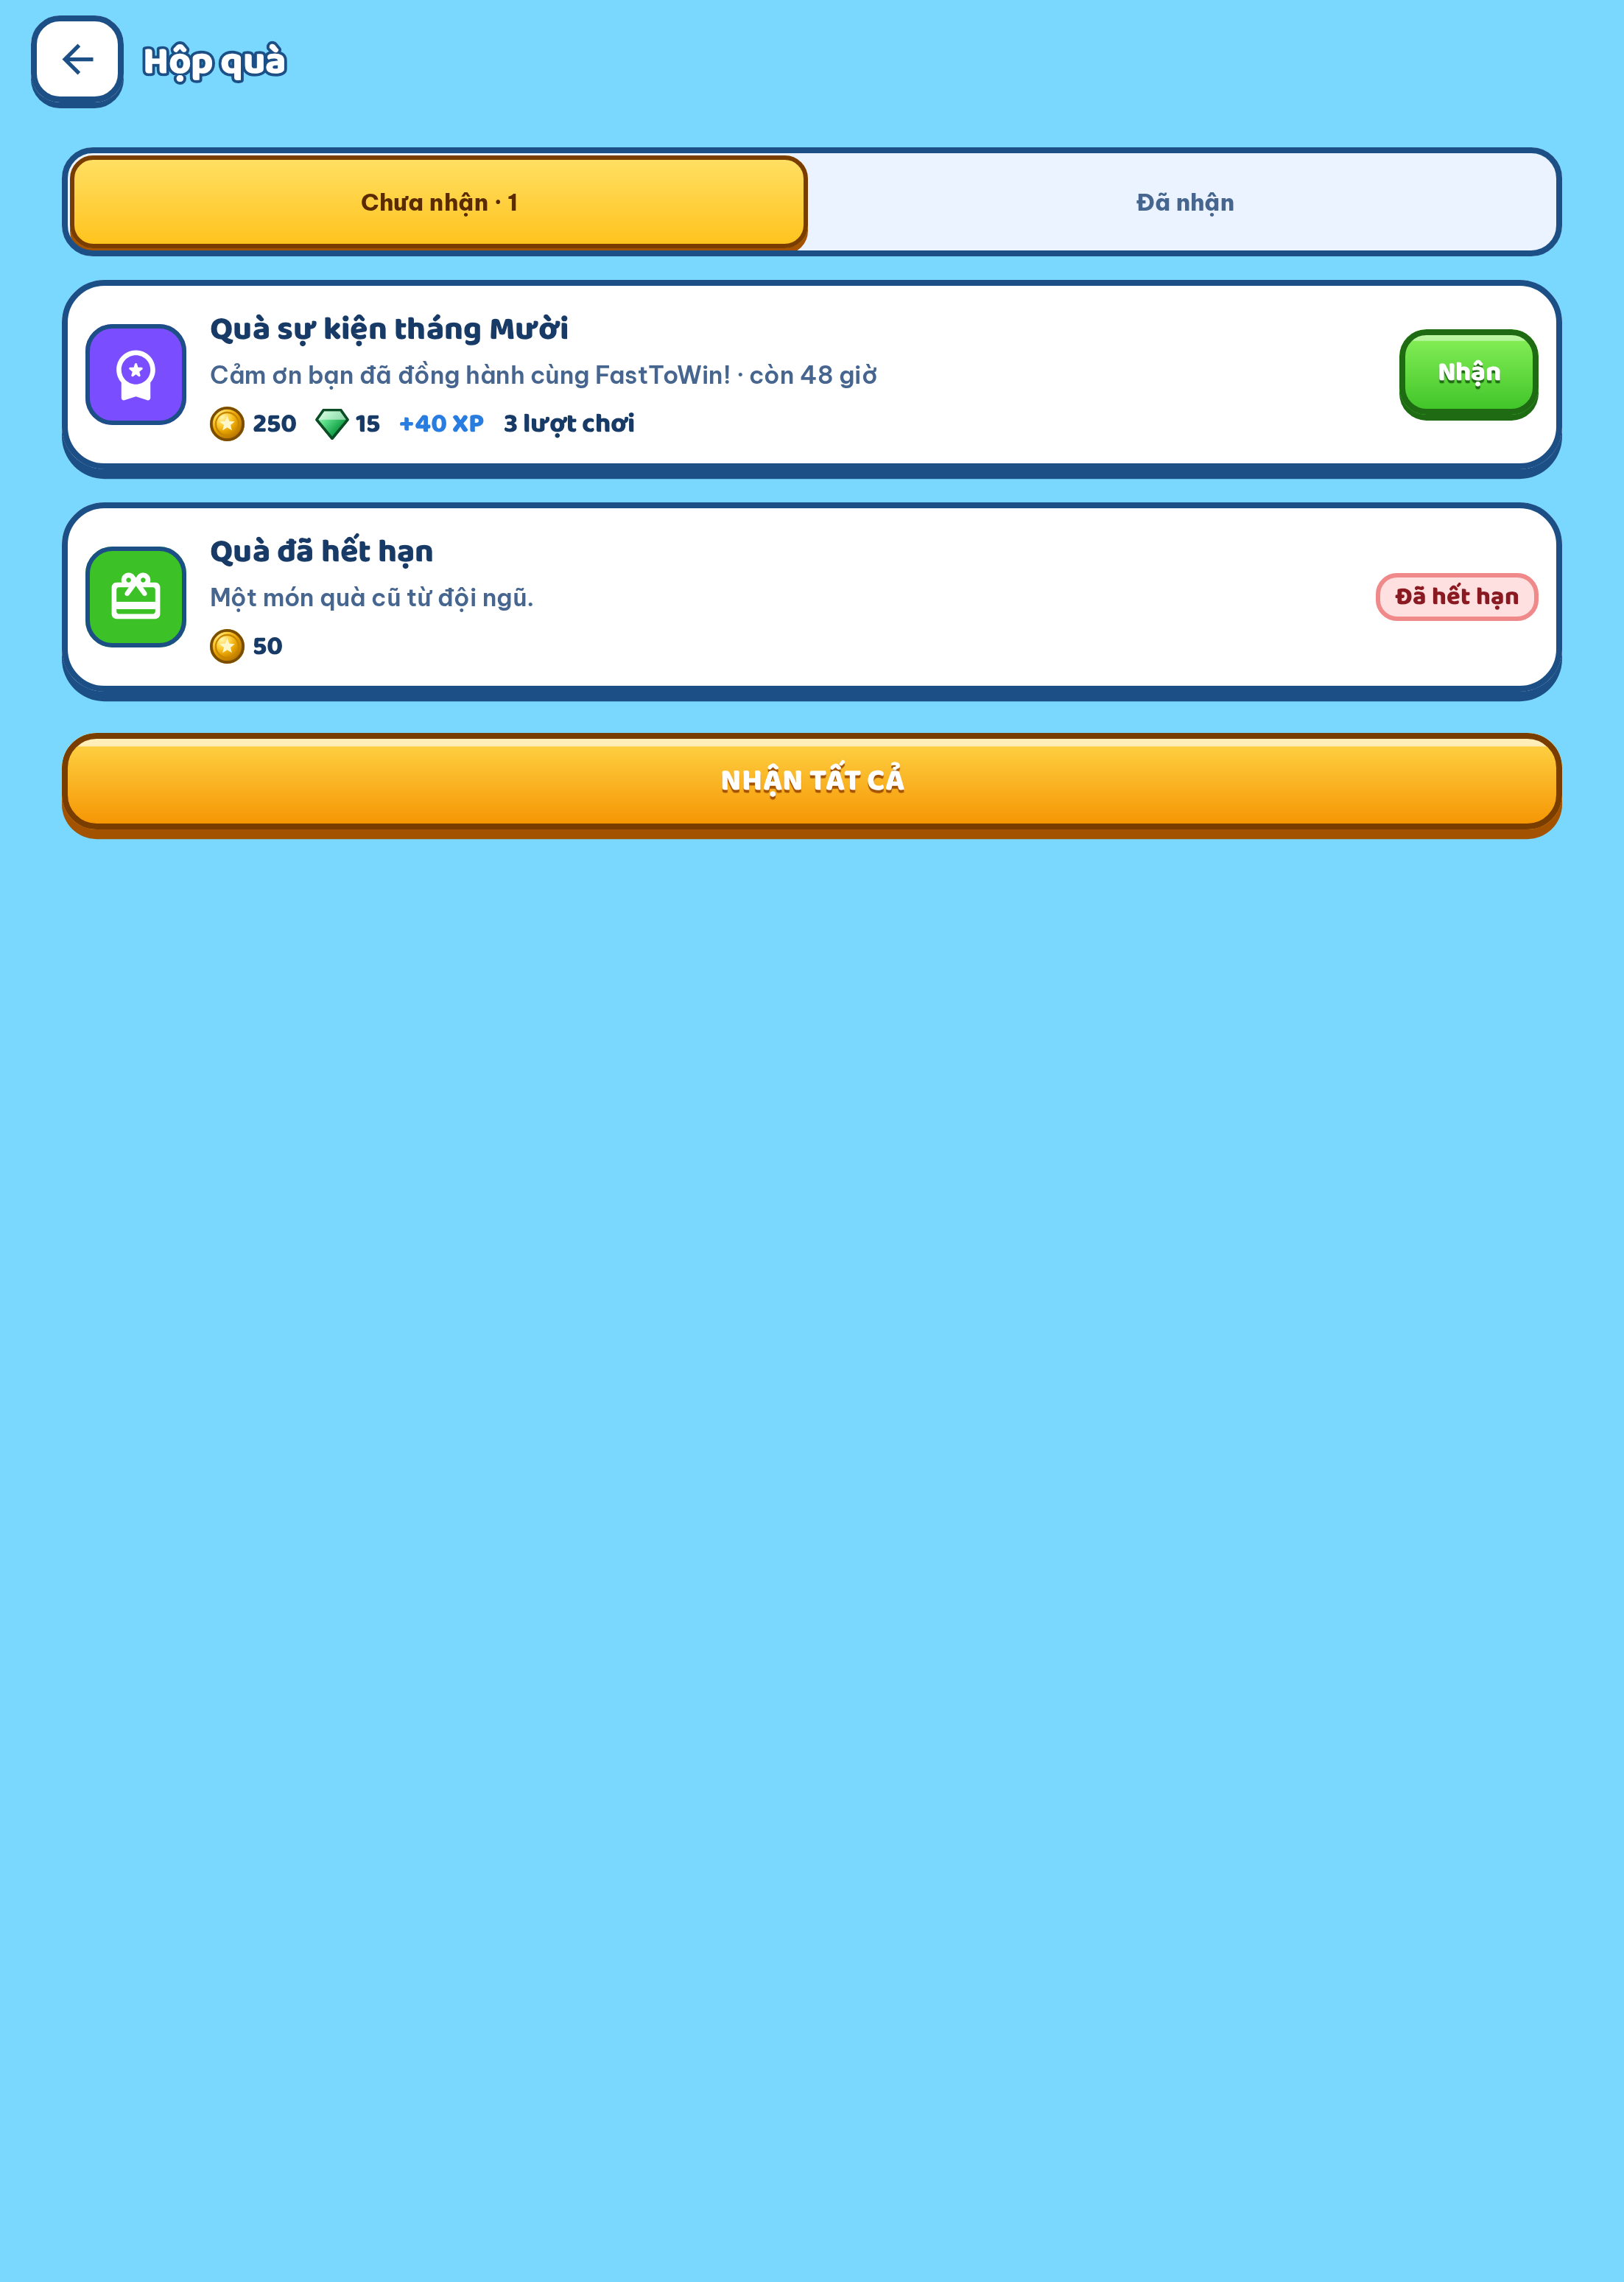 Hộp quà
Chưa nhận · 1
Đã nhận
Quà sự kiện tháng Mười
Cảm ơn bạn đã đồng hành cùng FastToWin! · còn 48 giờ
250 15 +40 XP 3 lượt chơi
Nhận
Quà đã hết hạn
Một món quà cũ từ đội ngũ.
50
Đã hết hạn
NHẬN TẤT CẢ